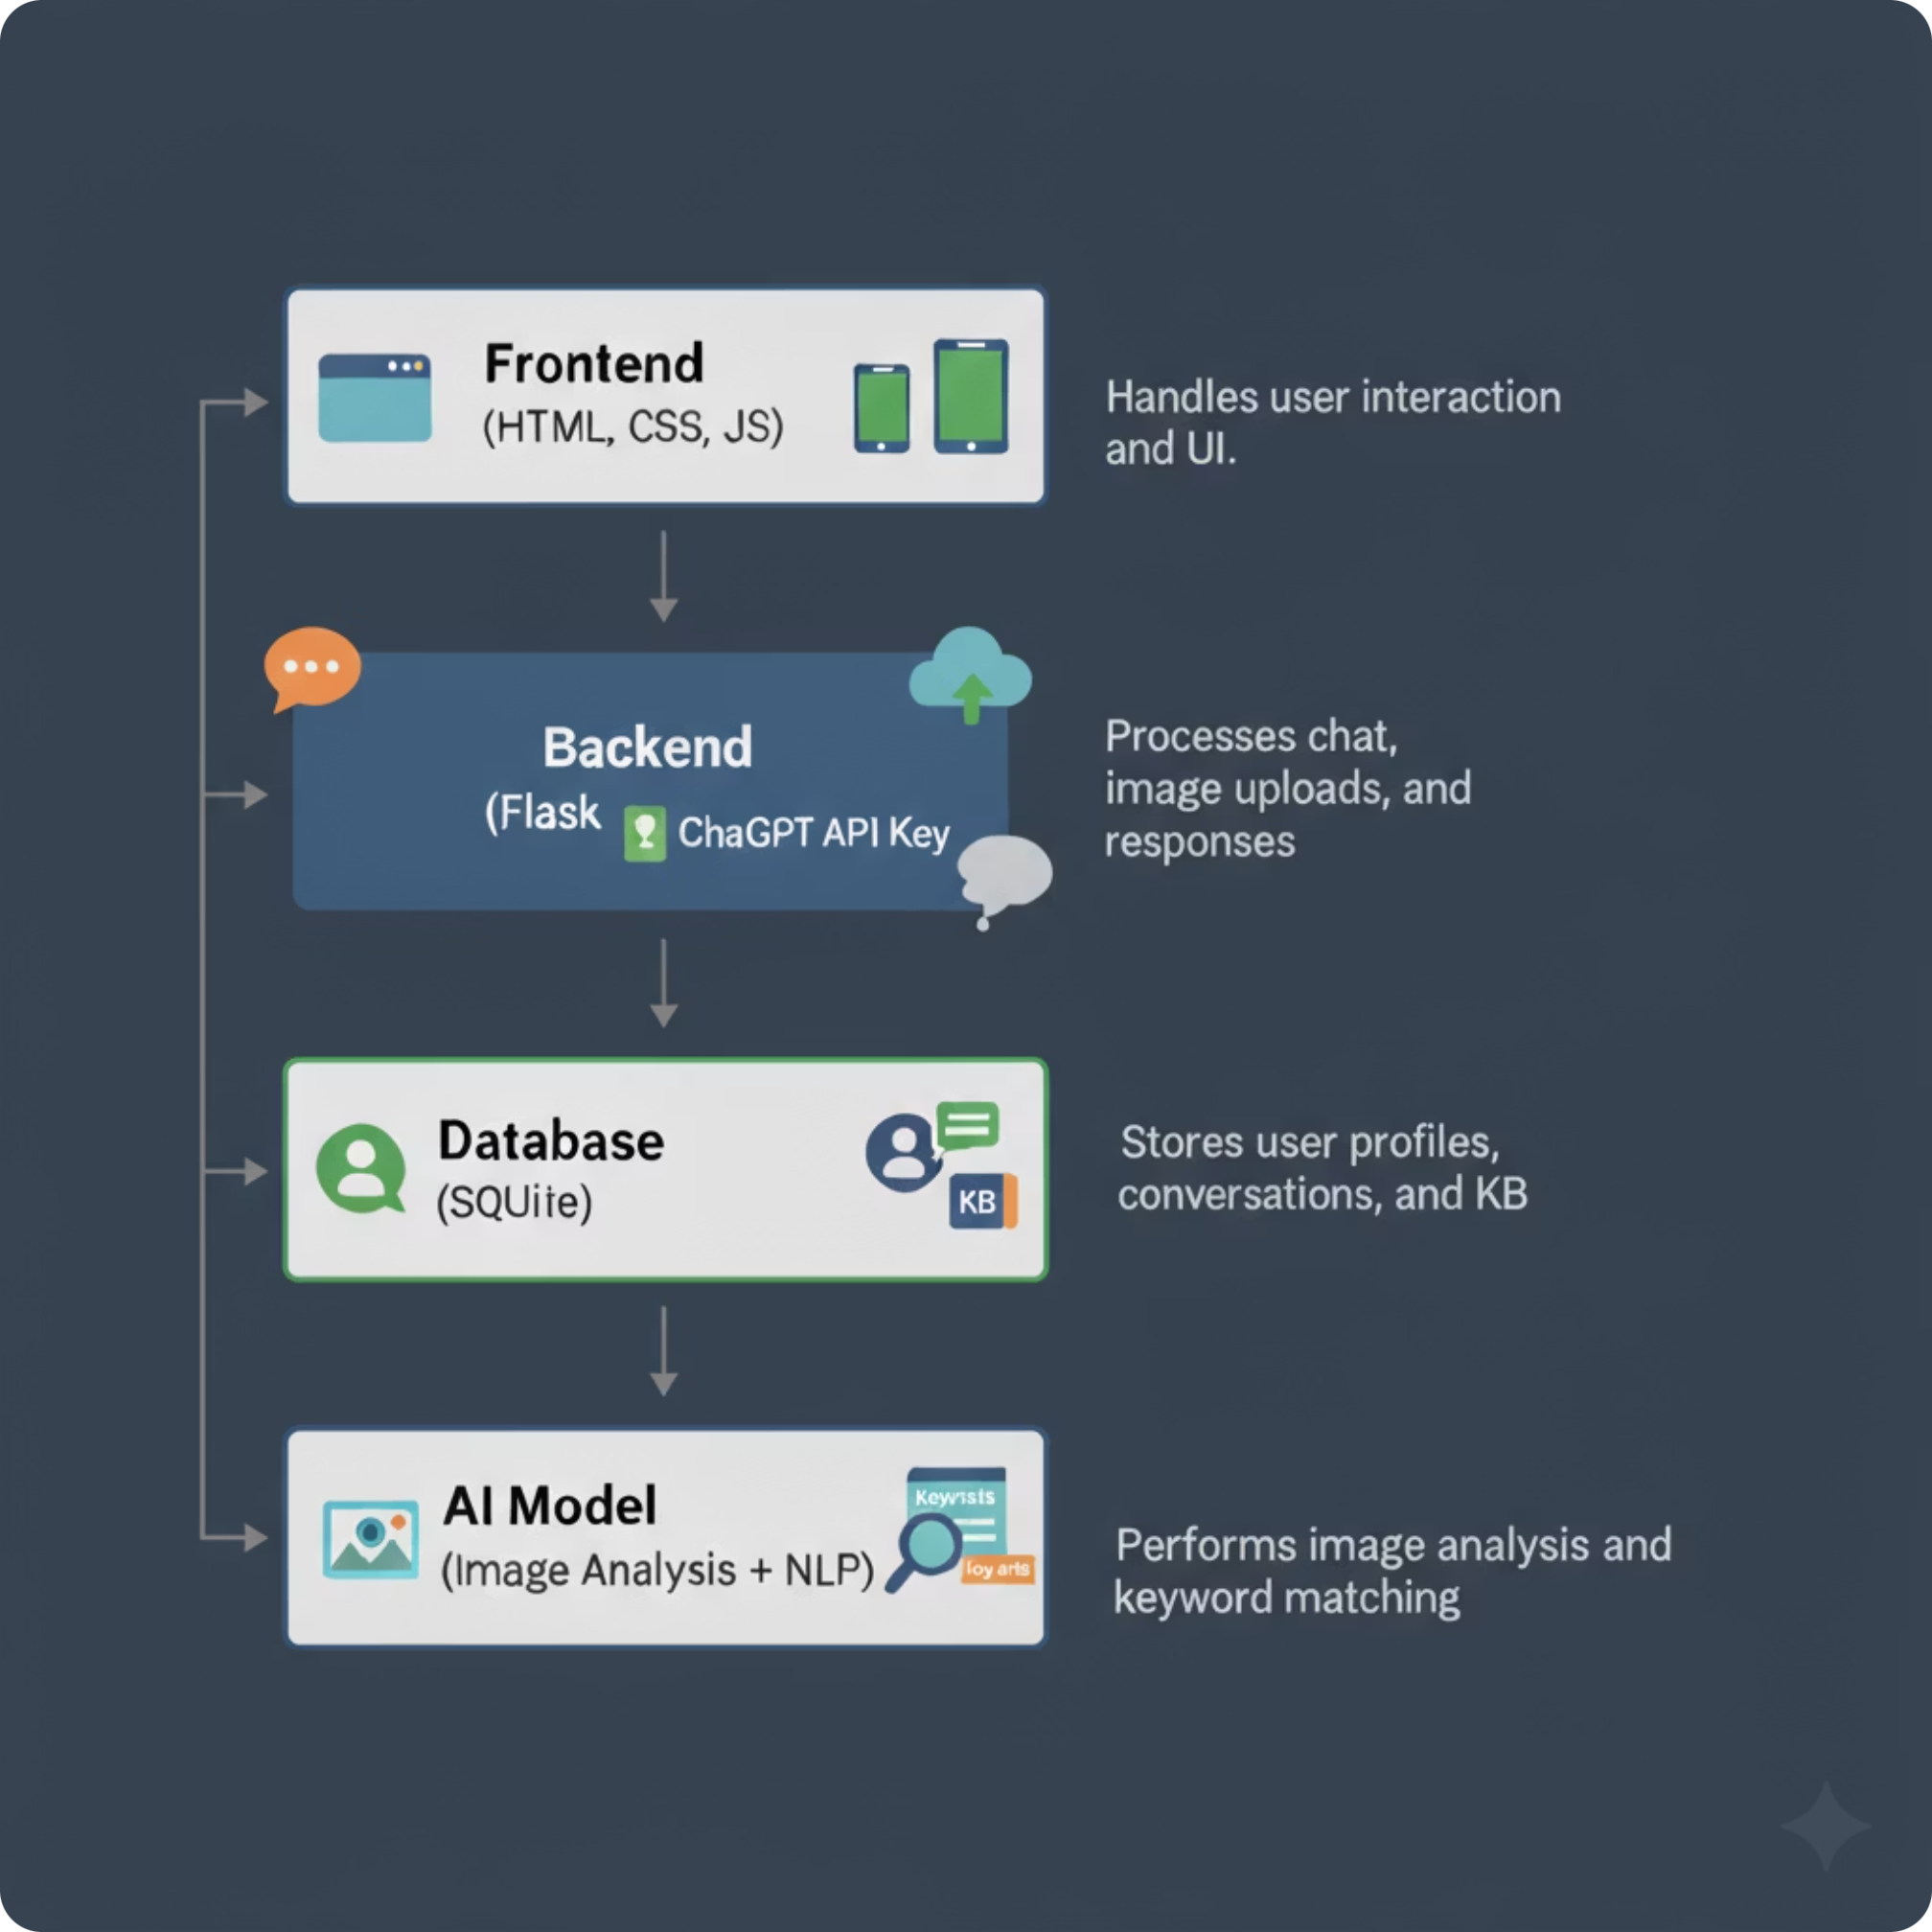 Frontend
(HTML, CSS, JS)
Handles user interaction
and UI.
Backend
(Flask
ChaGPT API Key
Processes chat,
image uploads, and
responses
Database
(SQUite)
KB
Stores user profiles,
conversations, and KB
AI Model
(Image Analysis + NLP)
Performs image analysis and
keyword matching